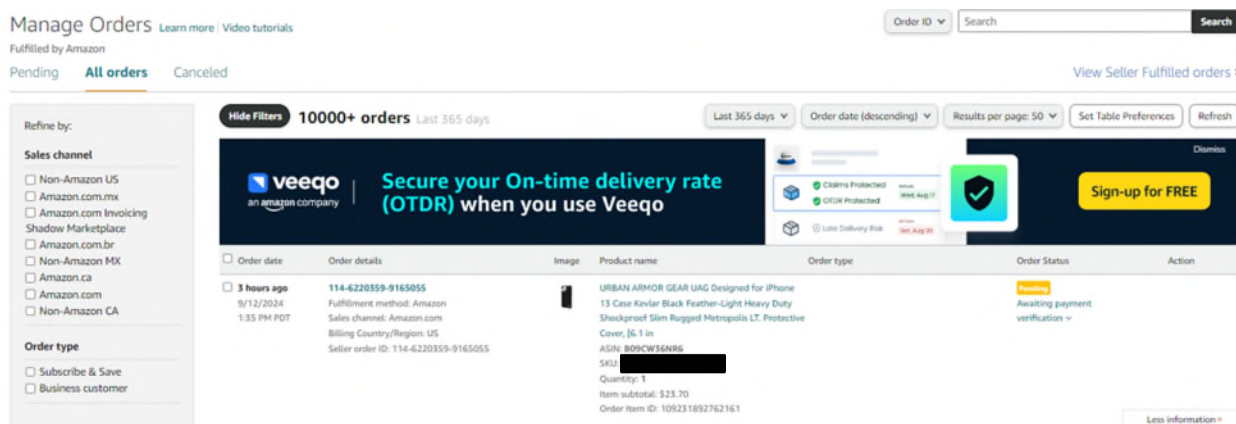 Manage Orders Learn more | Video tutorials
Order ID
Search
Search
Fulfilled by Amazon
Pending
All orders
Canceled
View Seller Fulfilled orders
Refine by:
Sales channel
Non-Amazon US
Amazon.com.mx
Amazon.com Invoicing
Shadow Marketplace
Amazon.com.br
Non-Amazon MX
Amazon.ca
Amazon.com
Non-Amazon CA
Order type
Subscribe & Save
Business customer
Hide Filters
10000+ orders Last 365 days
Last 365 days
Order date (descending)
Results per page: 50
Set Table Preferences
Refresh
veeqo
an amazon company
Secure your On-time delivery rate
(OTDR) when you use Veeqo
Claims Protected
OTDR Protected
Wed, Aug 17
Late Delivery Risk
Sat, Aug 20
Dismiss
Sign-up for FREE
Order date
Order details
Image
Product name
Order type
Order Status
Action
3 hours ago
9/12/2024
1:35 PM PDT
114-6220359-9165055
Fulfillment method: Amazon
Sales channel: Amazon.com
Billing Country/Region: US
Seller order ID: 114-6220359-9165055
URBAN ARMOR GEAR UAG Designed for iPhone
13 Case Kevlar Black Feather-Light Heavy Duty
Shockproof Slim Rugged Metropolis LT. Protective
Cover, [6.1 in
ASIN: B09CW36NR6
SKU:
Quantity: 1
Item subtotal: $23.70
Order Item ID: 109231892762161
Pending
Awaiting payment
verification
Less information